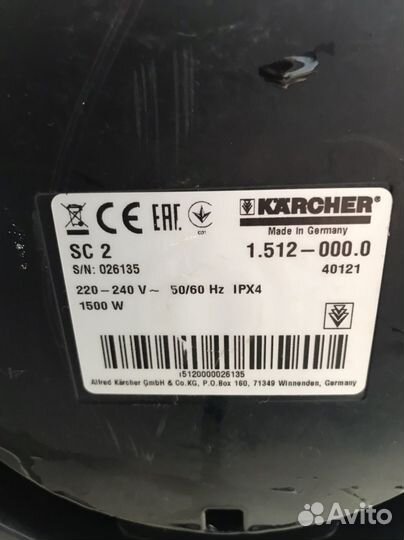 CE EAC
KÄRCHER
Made in Germany
SC 2
1.512-000.0
S/N: 026135
40121
220-240 V~ 50/60 Hz IPX4
1500 W
15120000026135
Alfred Kärcher GmbH & Co.KG, P.O.Box 160, 71349 Winnenden, Germany
Avito